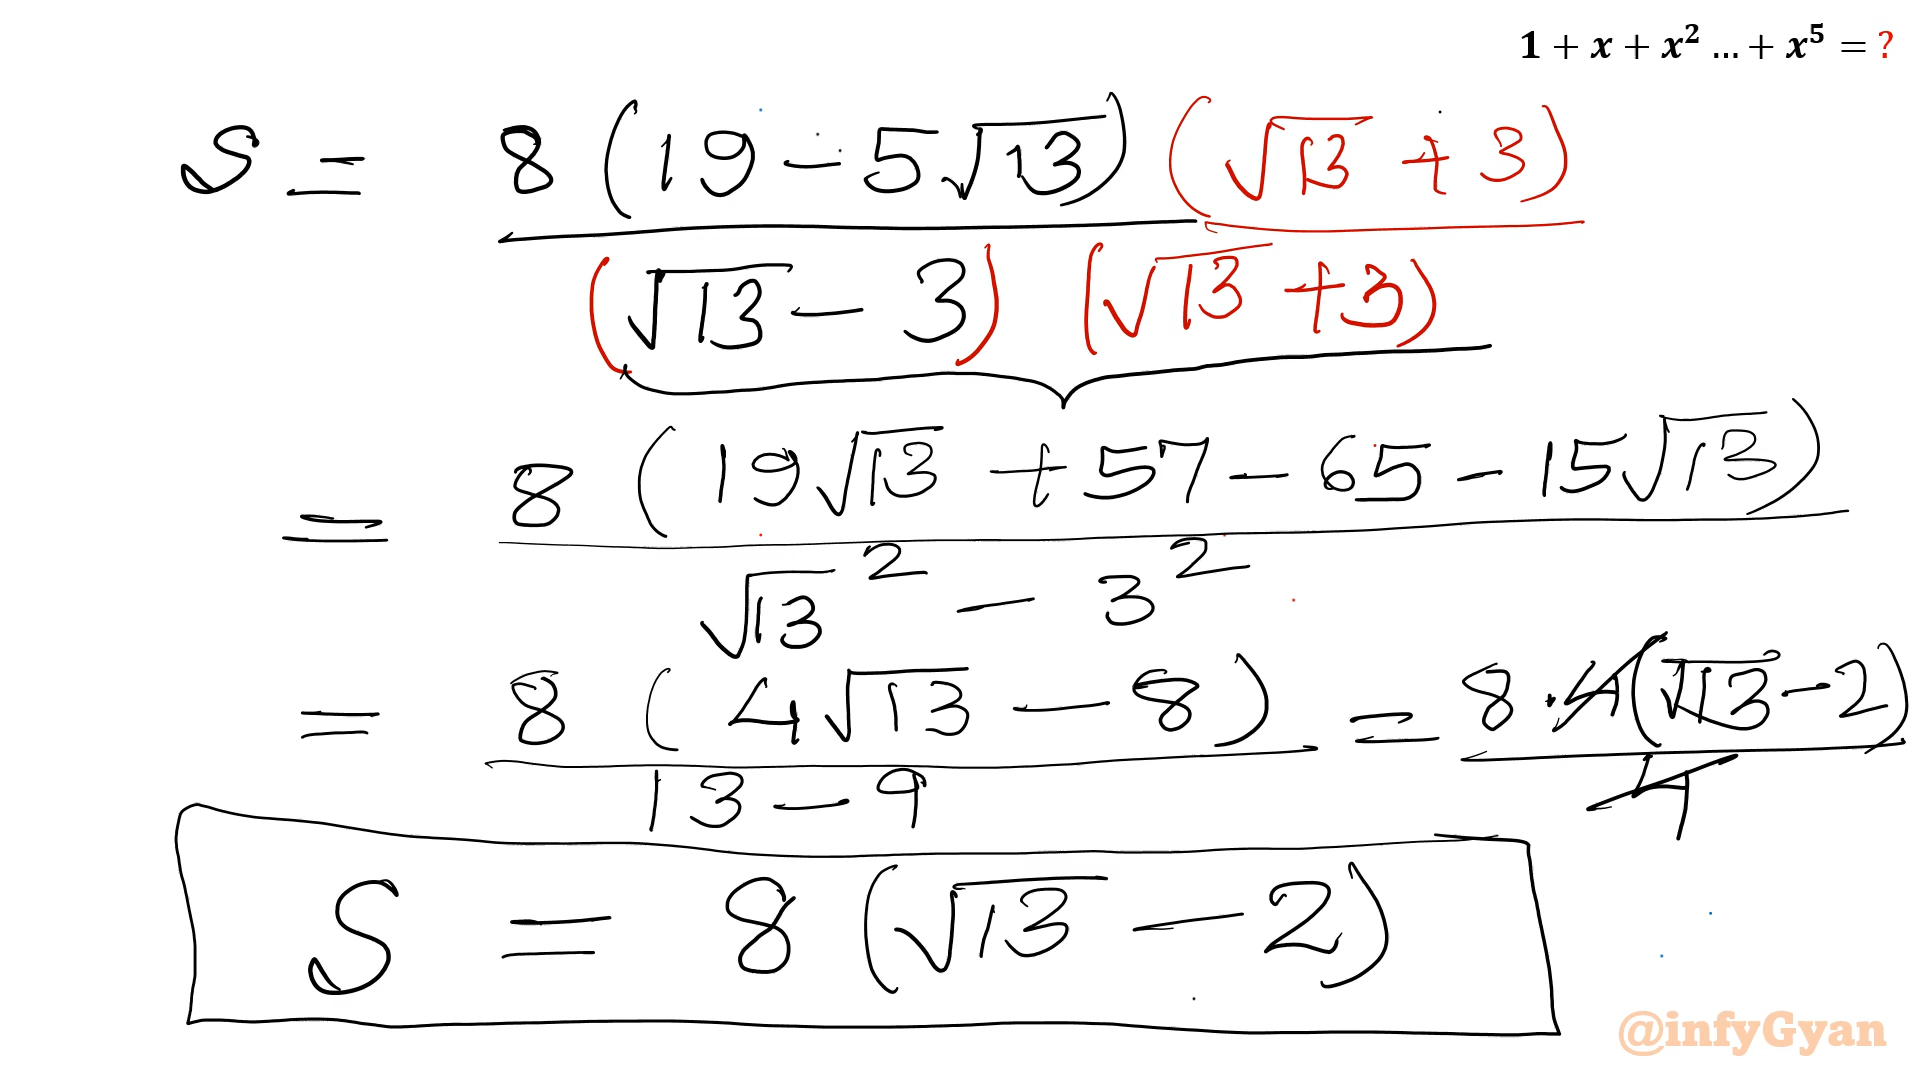 1 + x + x² ... + x⁵ = ?
S = 8 (19 - 5√13) (√13 + 3)
(√13 - 3) (√13 + 3)
= 8 (19√13 + 57 - 65 - 15√13)
√13² - 3²
= 8 (4√13 - 8) = 8 · 4 (√13 - 2)
13 - 9 4
S = 8 (√13 - 2)
@infyGyan